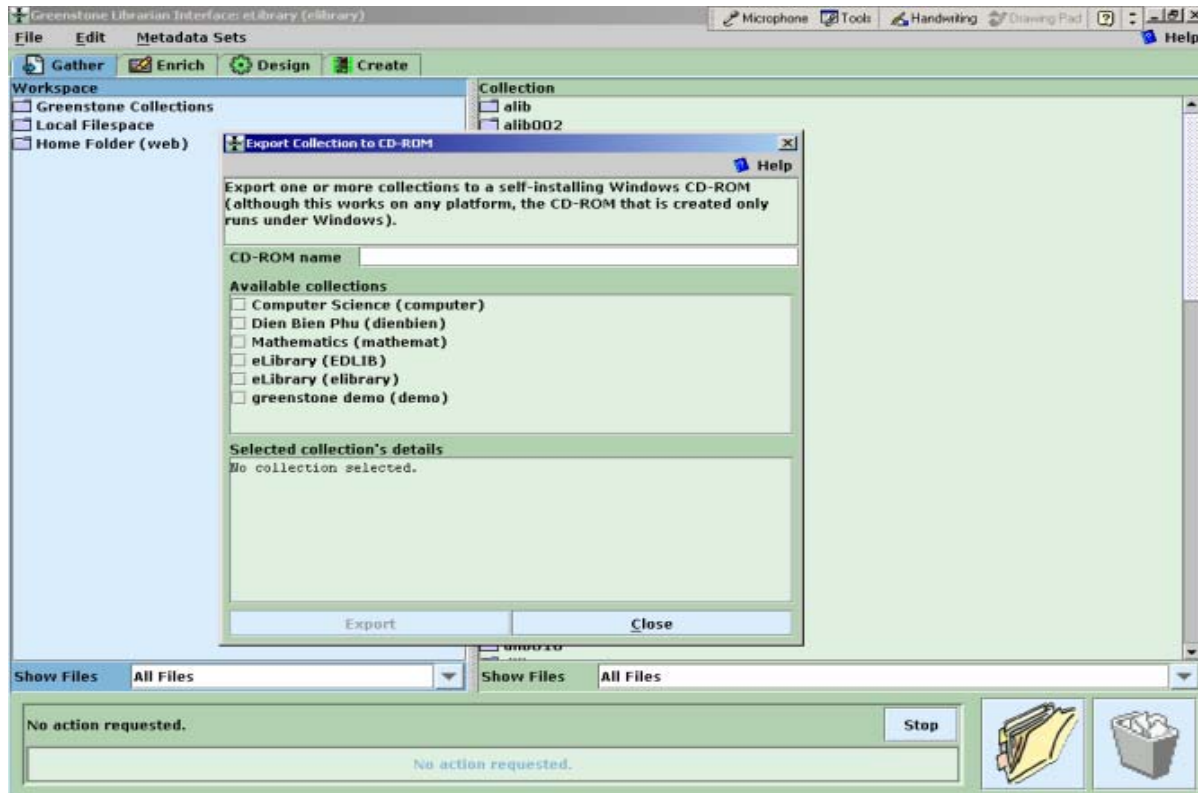 Greenstone Librarian Interface: eLibrary (elibrary)
Microphone Tools Handwriting Drawing Pad ?
File Edit Metadata Sets Help
Gather Enrich Design Create
Workspace
Greenstone Collections
Local Filespace
Home Folder (web)
Collection
alib
alib002
Export Collection to CD-ROM
Help
Export one or more collections to a self-installing Windows CD-ROM
(although this works on any platform, the CD-ROM that is created only
runs under Windows).
CD-ROM name
Available collections
Computer Science (computer)
Dien Bien Phu (dienbien)
Mathematics (mathemat)
eLibrary (EDLIB)
eLibrary (elibrary)
greenstone demo (demo)
Selected collection's details
No collection selected.
Export Close
Show Files All Files
Show Files All Files
No action requested.
Stop
No action requested.